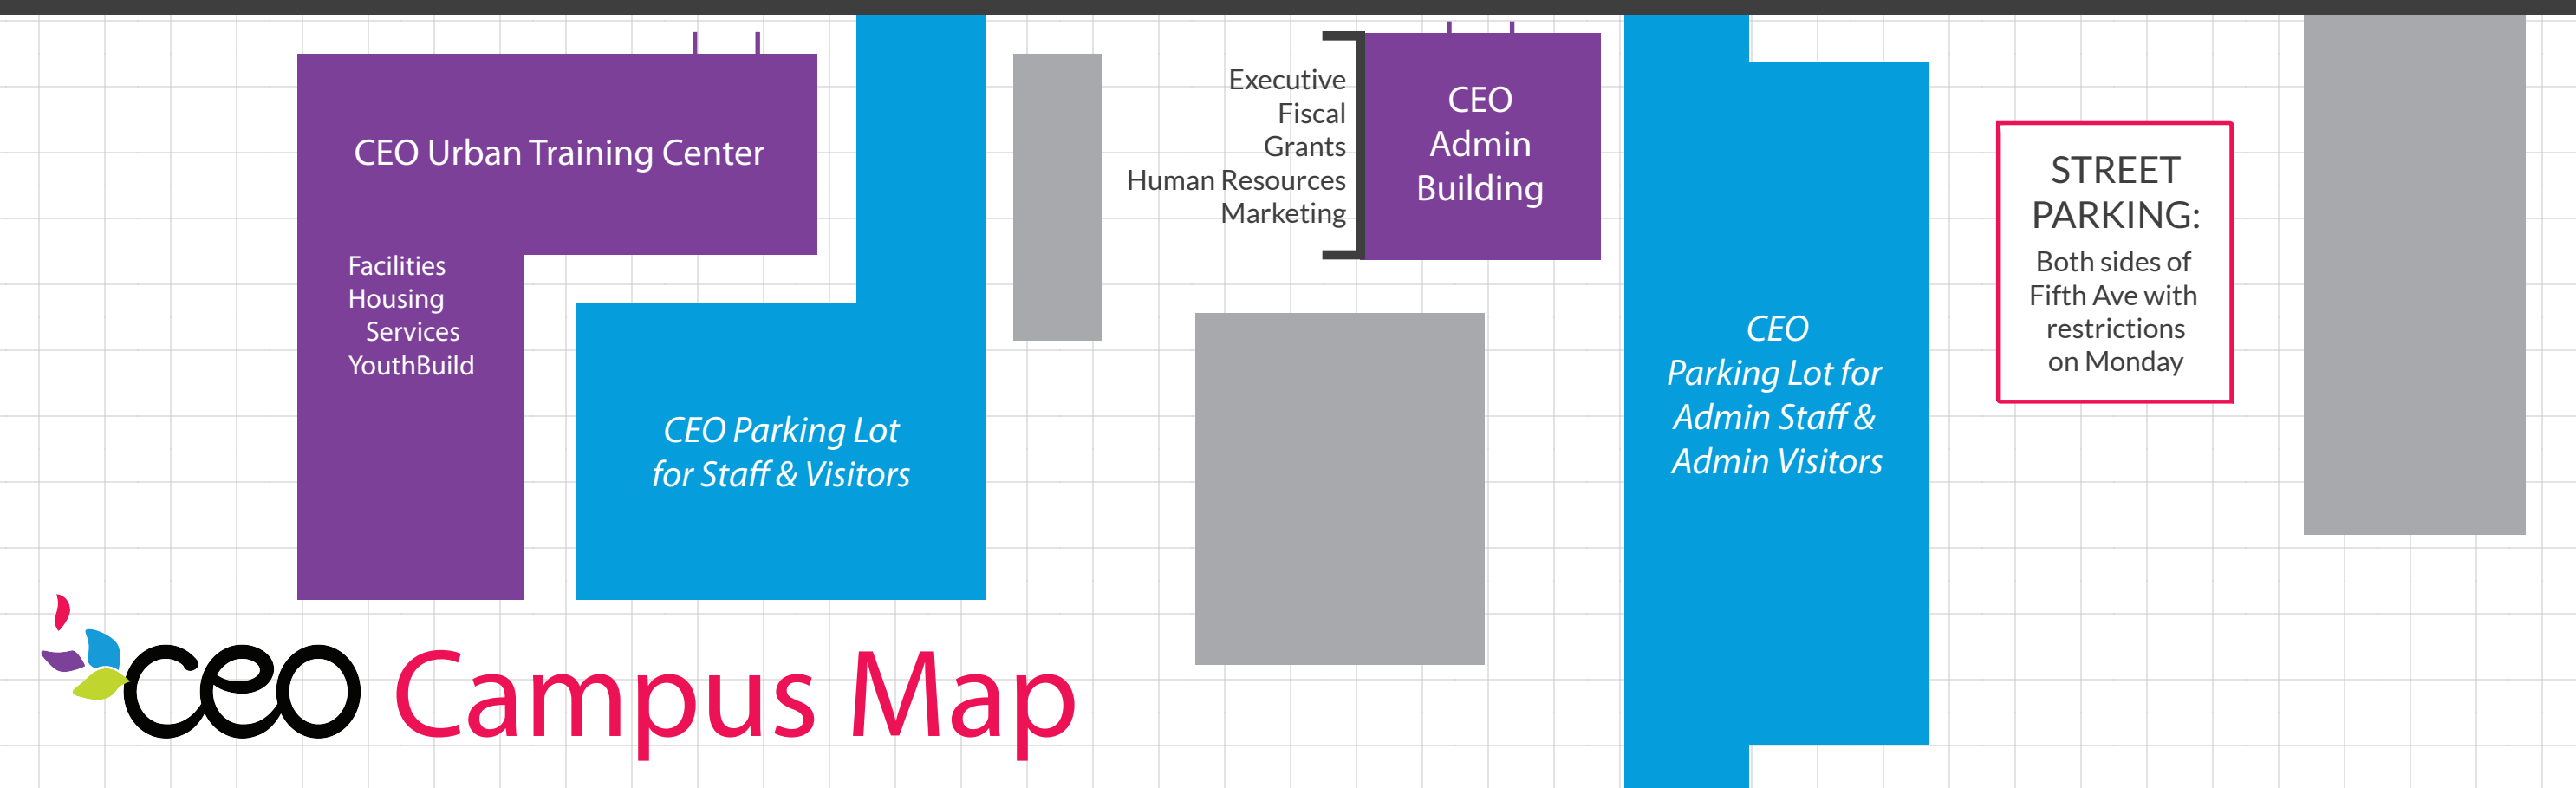 CEO Urban Training Center
Facilities
Housing
Services
YouthBuild
CEO Parking Lot
for Staff & Visitors
Executive
Fiscal
Grants
Human Resources
Marketing
CEO
Admin
Building
CEO
Parking Lot for
Admin Staff &
Admin Visitors
STREET
PARKING:
Both sides of
Fifth Ave with
restrictions
on Monday
ceo Campus Map